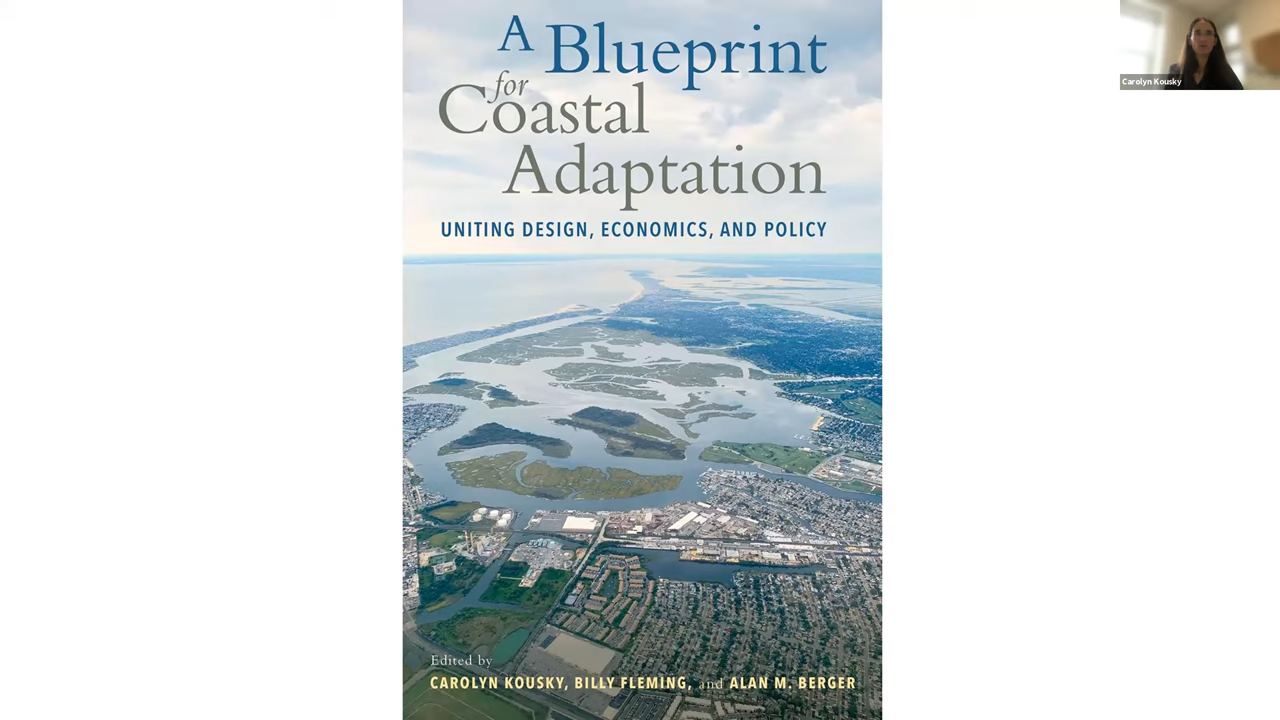 A Blueprint
for
Coastal
Adaptation
UNITING DESIGN, ECONOMICS, AND POLICY
Edited by
CAROLYN KOUSKY, BILLY FLEMING, and ALAN M. BERGER
Carolyn Kousky